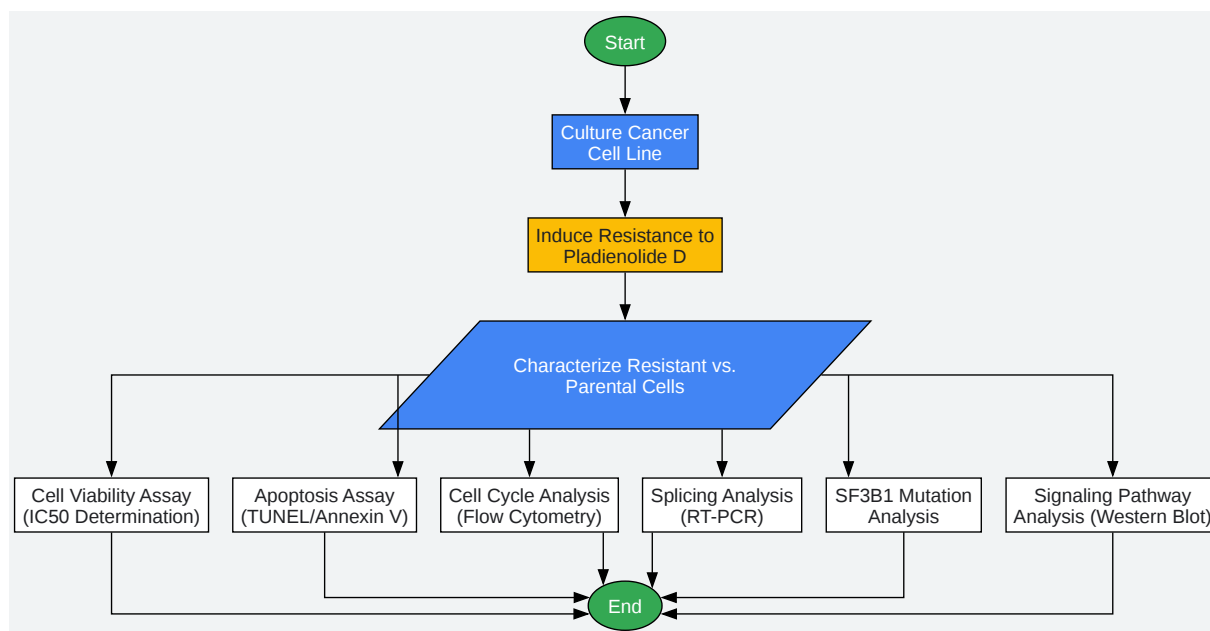 Start
Culture Cancer
Cell Line
Induce Resistance to
Pladienolide D
Characterize Resistant vs.
Parental Cells
Cell Viability Assay
(IC50 Determination)
Apoptosis Assay
(TUNEL/Annexin V)
Cell Cycle Analysis
(Flow Cytometry)
Splicing Analysis
(RT-PCR)
SF3B1 Mutation
Analysis
Signaling Pathway
Analysis (Western Blot)
End